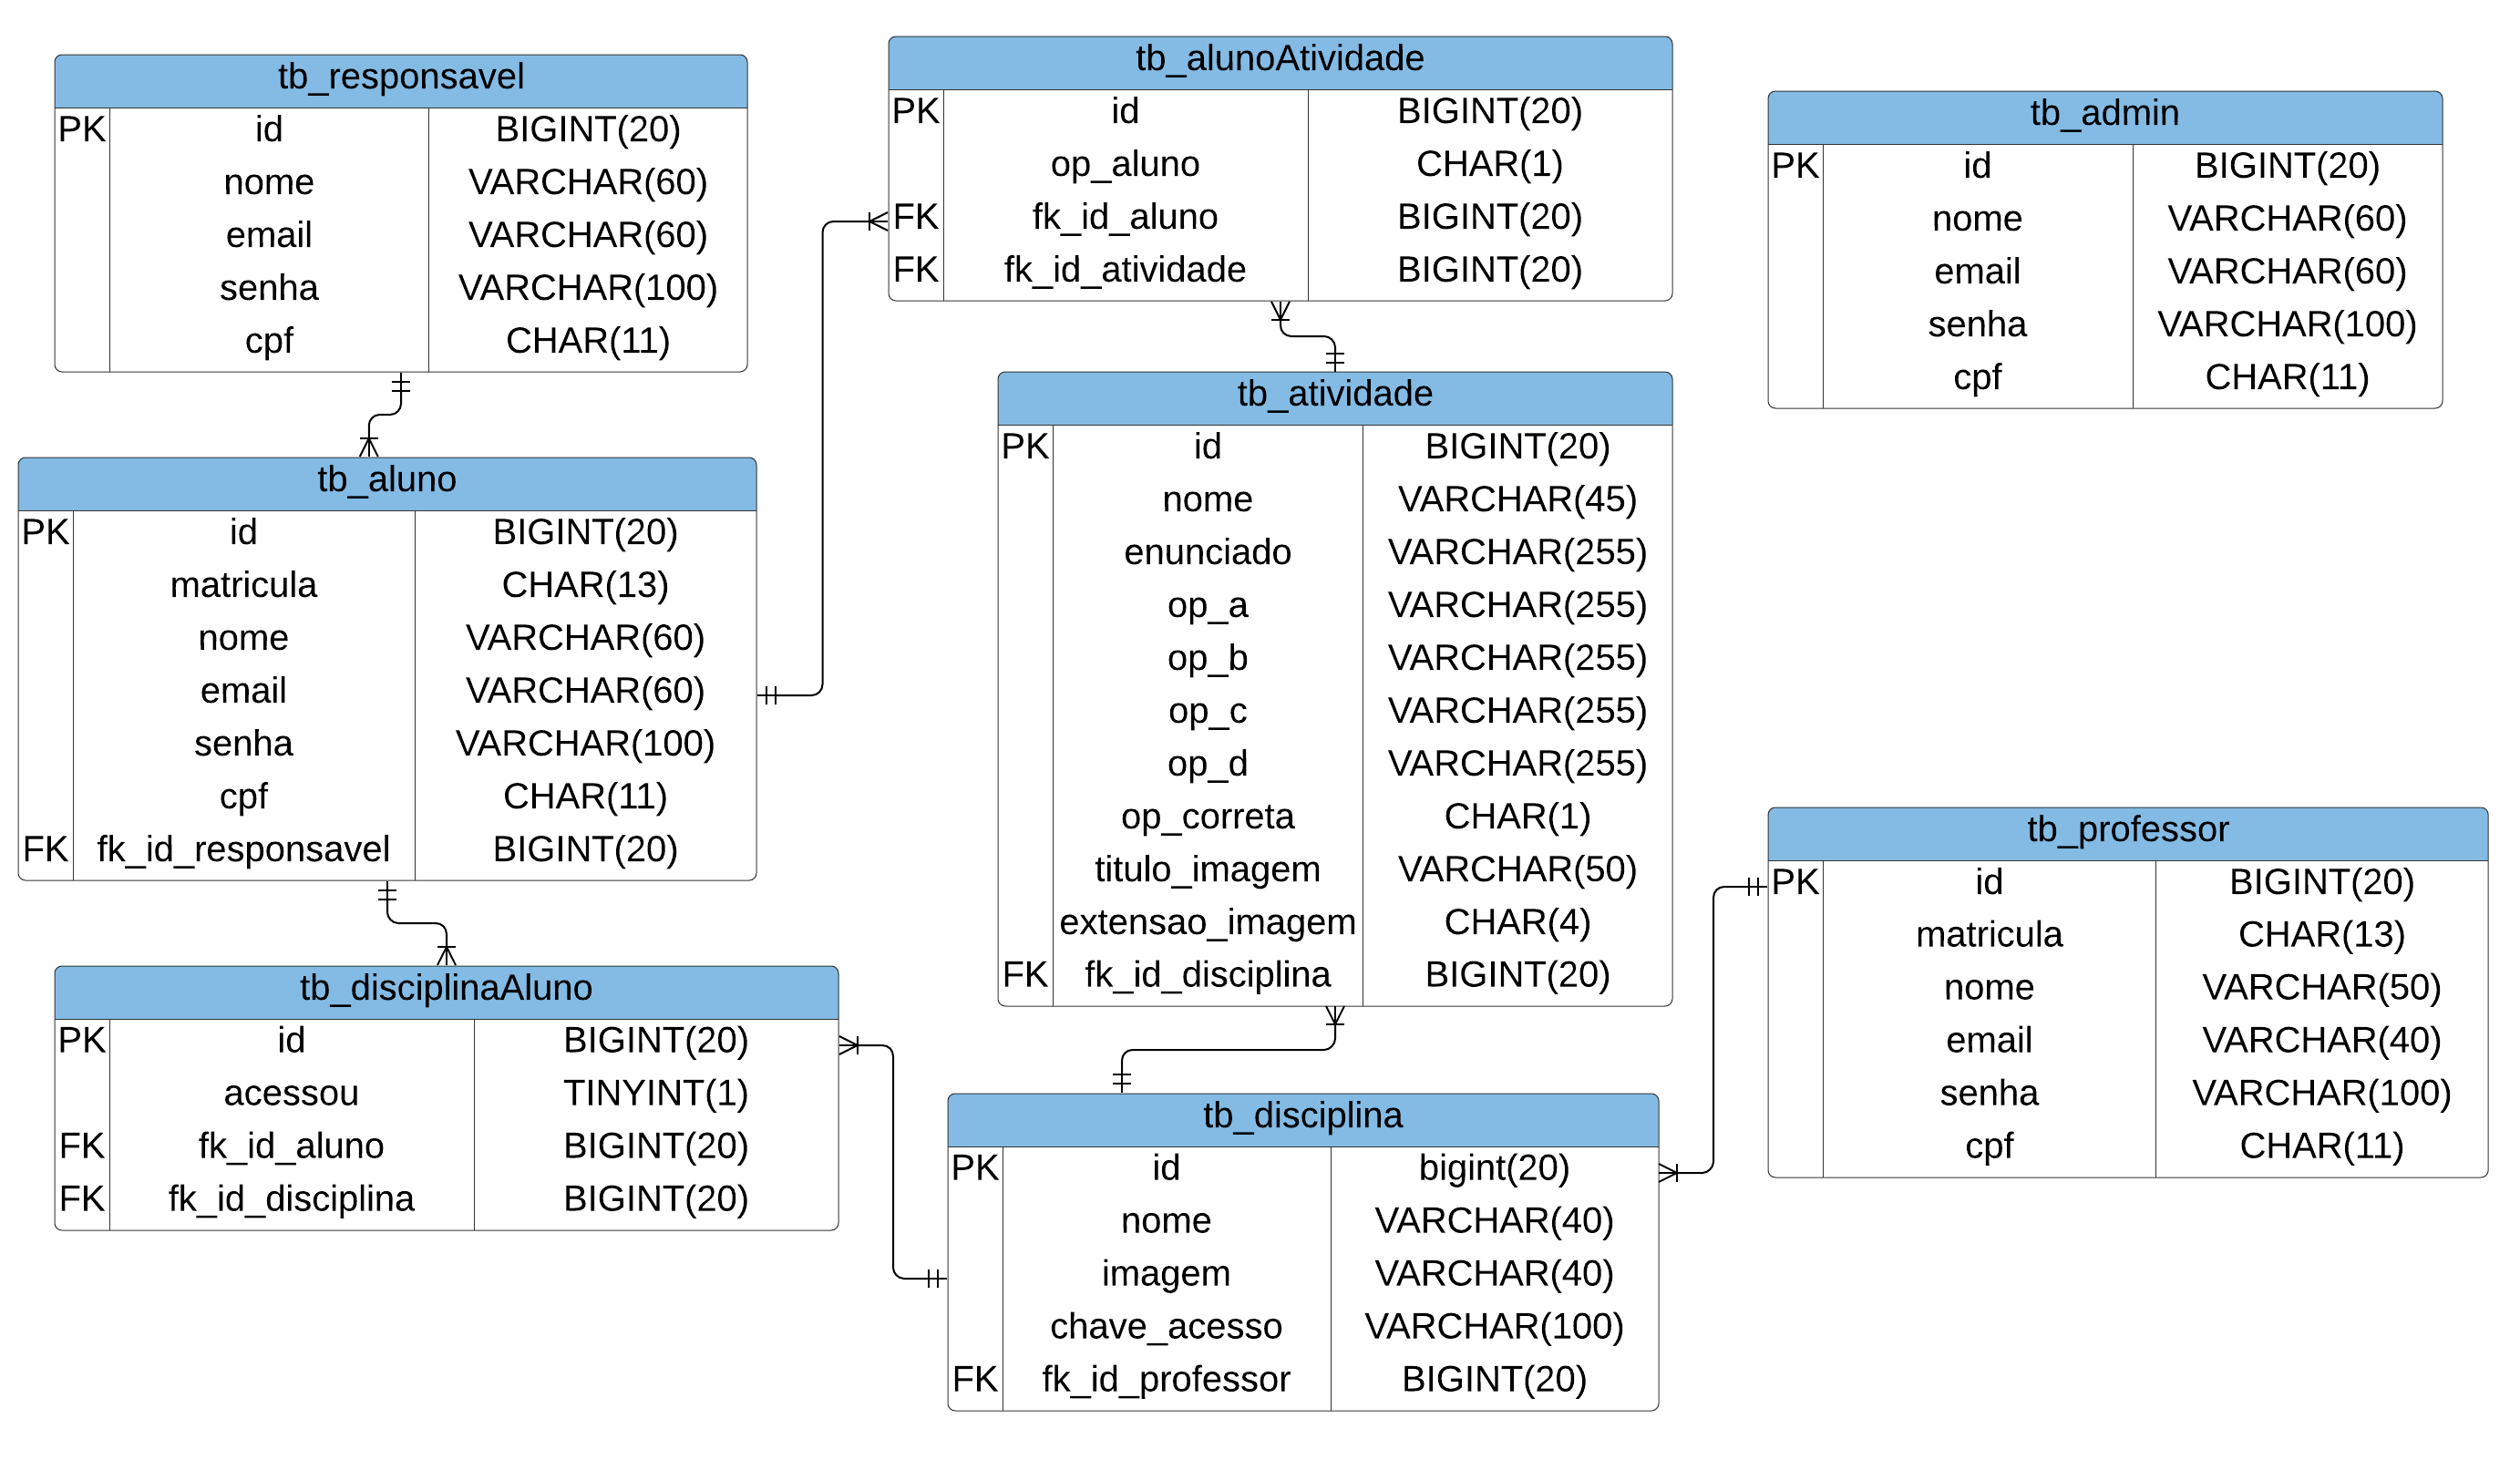 tb_responsavel
PK id BIGINT(20)
nome VARCHAR(60)
email VARCHAR(60)
senha VARCHAR(100)
cpf CHAR(11)
tb_alunoAtividade
PK id BIGINT(20)
op_aluno CHAR(1)
FK fk_id_aluno BIGINT(20)
FK fk_id_atividade BIGINT(20)
tb_admin
PK id BIGINT(20)
nome VARCHAR(60)
email VARCHAR(60)
senha VARCHAR(100)
cpf CHAR(11)
tb_aluno
PK id BIGINT(20)
matricula CHAR(13)
nome VARCHAR(60)
email VARCHAR(60)
senha VARCHAR(100)
cpf CHAR(11)
FK fk_id_responsavel BIGINT(20)
tb_atividade
PK id BIGINT(20)
nome VARCHAR(45)
enunciado VARCHAR(255)
op_a VARCHAR(255)
op_b VARCHAR(255)
op_c VARCHAR(255)
op_d VARCHAR(255)
op_correta CHAR(1)
titulo_imagem VARCHAR(50)
extensao_imagem CHAR(4)
FK fk_id_disciplina BIGINT(20)
tb_professor
PK id BIGINT(20)
matricula CHAR(13)
nome VARCHAR(50)
email VARCHAR(40)
senha VARCHAR(100)
cpf CHAR(11)
tb_disciplinaAluno
PK id BIGINT(20)
acessou TINYINT(1)
FK fk_id_aluno BIGINT(20)
FK fk_id_disciplina BIGINT(20)
tb_disciplina
PK id bigint(20)
nome VARCHAR(40)
imagem VARCHAR(40)
chave_acesso VARCHAR(100)
FK fk_id_professor BIGINT(20)